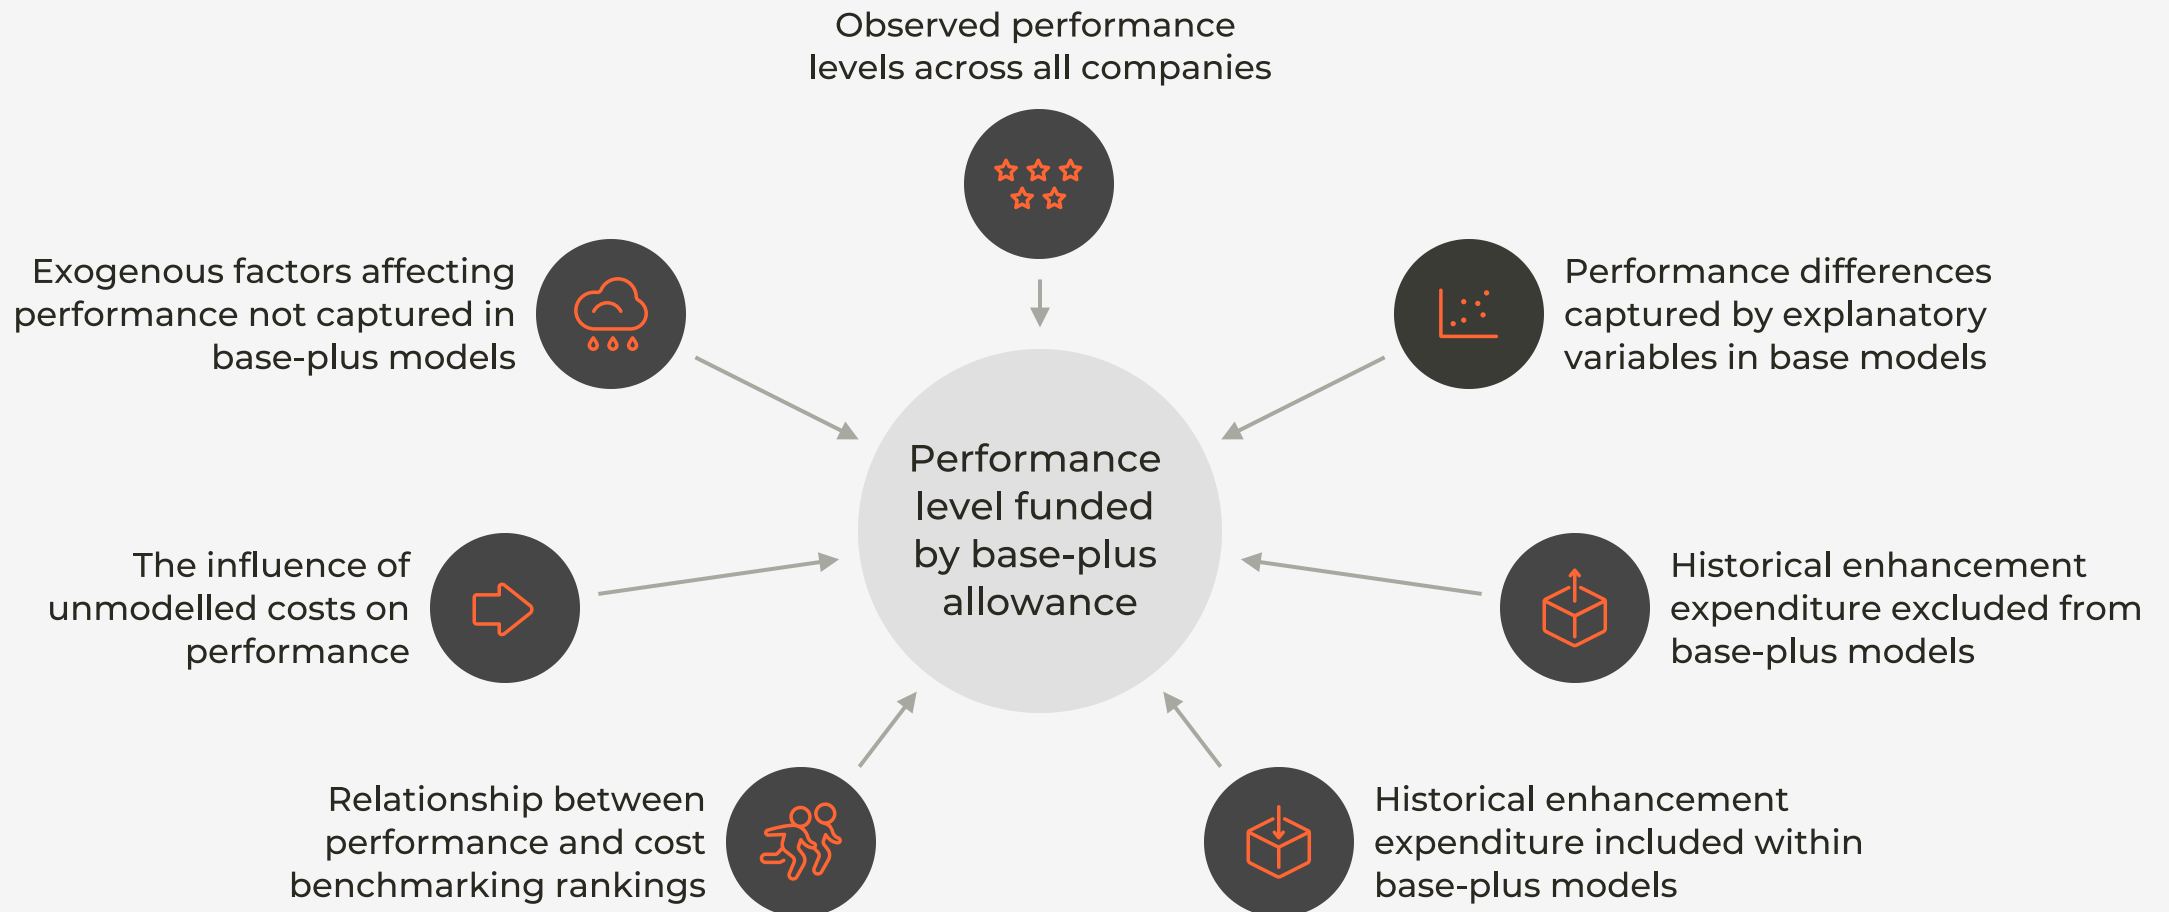 Observed performance
levels across all companies
Exogenous factors affecting
performance not captured in
base-plus models
Performance differences
captured by explanatory
variables in base models
Performance
level funded
by base-plus
allowance
The influence of
unmodelled costs on
performance
Historical enhancement
expenditure excluded from
base-plus models
Relationship between
performance and cost
benchmarking rankings
Historical enhancement
expenditure included within
base-plus models